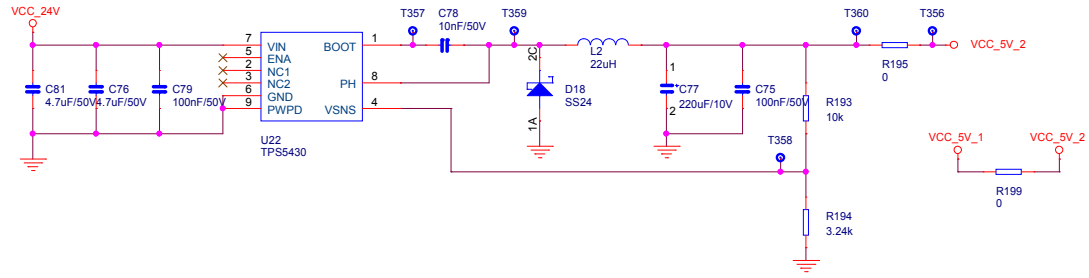 VCC_24V
T357
C78
10nF/50V
T359
T360
T356
7
VIN
BOOT
1
5
ENA
2
NC1
3
NC2
PH
8
6
GND
9
PWPD
VSNS
4
U22
TPS5430
C81
4.7uF/50V
C76
4.7uF/50V
C79
100nF/50V
2C
D18
SS24
1A
L2
22uH
1
C77
220uF/10V
2
C75
100nF/50V
R195
0
VCC_5V_2
R193
10k
T358
R194
3.24k
VCC_5V_1
VCC_5V_2
R199
0